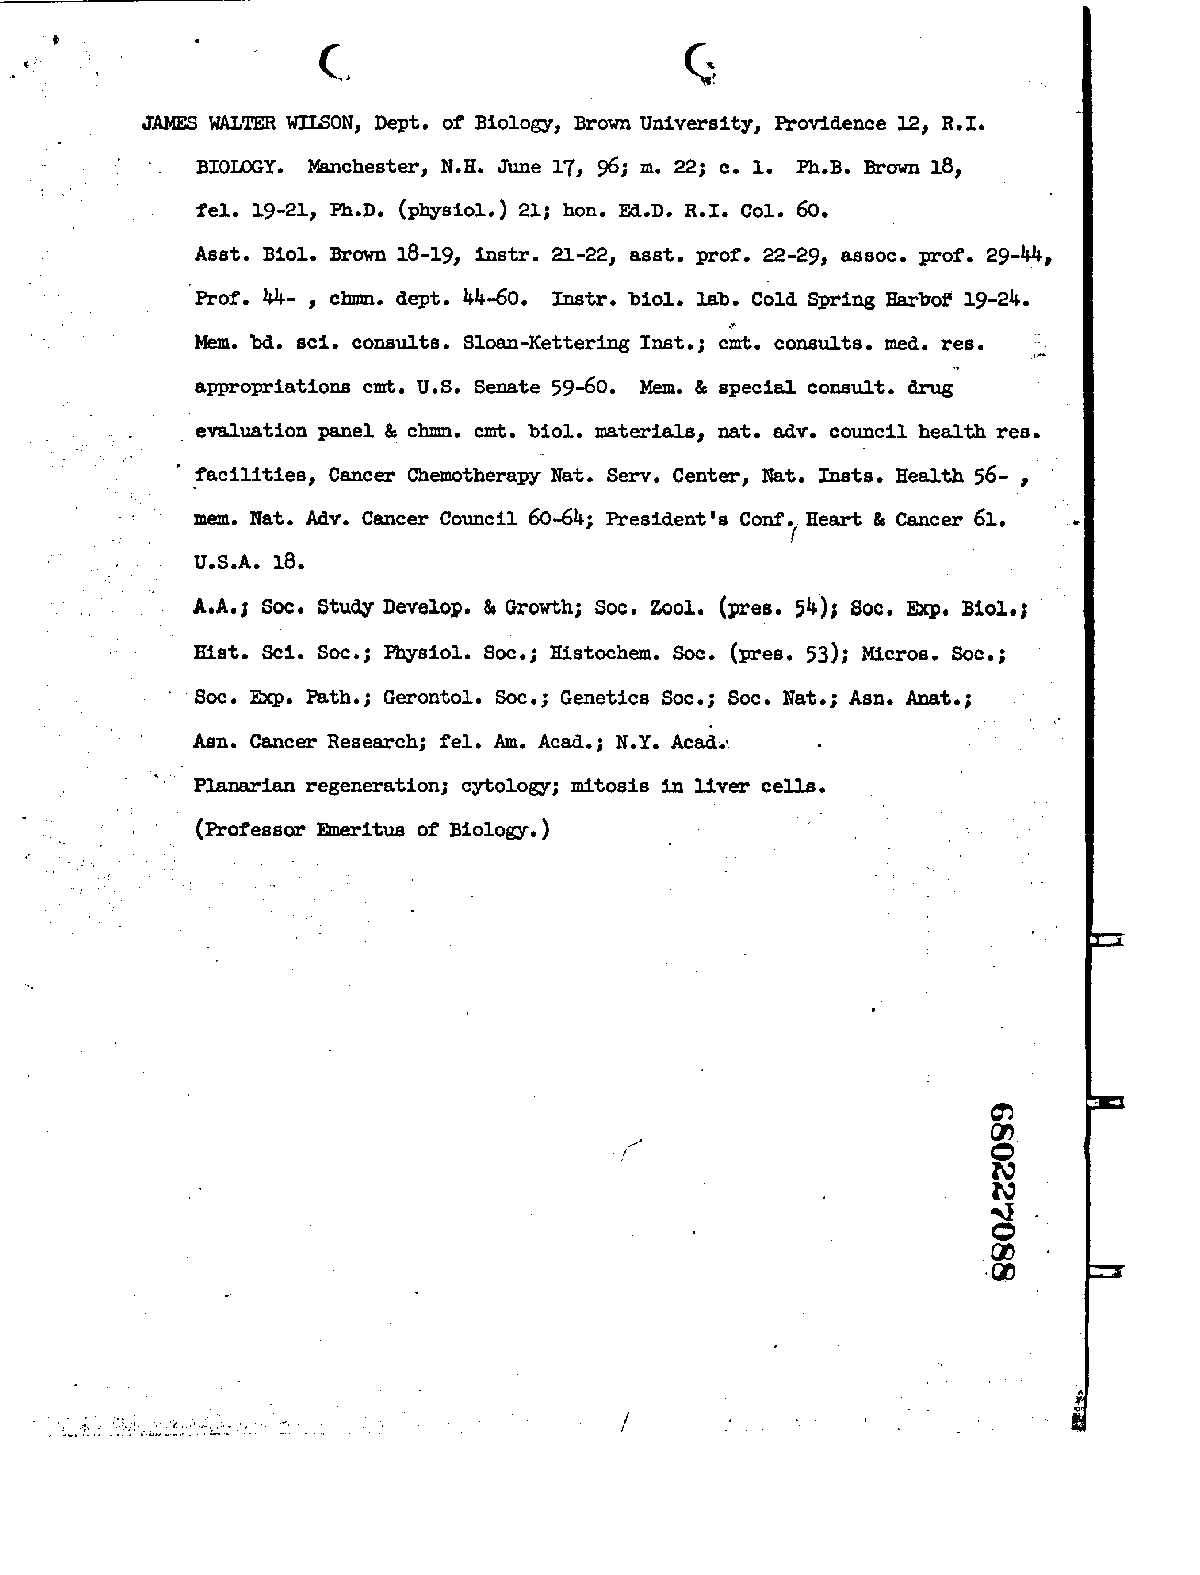 JAMES WALTER WILSON, Dept. of Biology, Brown University, Providence 12, R.I.
BIOLOGY. Manchester, N.H. June 17, 96; m. 22; c. 1. Ph.B. Brown 18,
fel. 19-21, Ph.D. (physiol.) 21; hon. Ed.D. R.I. Col. 60.
Asst. Biol. Brown 18-19, instr. 21-22, asst. prof. 22-29, assoc. prof. 29-44,
Prof. 44- , chmn. dept. 44-60. Instr. biol. lab. Cold Spring Harbor 19-24.
Mem. bd. sci. consults. Sloan-Kettering Inst.; cmt. consults. med. res.
appropriations cmt. U.S. Senate 59-60. Mem. & special consult. drug
evaluation panel & chmn. cmt. biol. materials, nat. adv. council health res.
facilities, Cancer Chemotherapy Nat. Serv. Center, Nat. Insts. Health 56- ,
mem. Nat. Adv. Cancer Council 60-64; President's Conf., Heart & Cancer 61.
U.S.A. 18.
A.A.; Soc. Study Develop. & Growth; Soc. Zool. (pres. 54); Soc. Exp. Biol.;
Hist. Sci. Soc.; Physiol. Soc.; Histochem. Soc. (pres. 53); Micros. Soc.;
Soc. Exp. Path.; Gerontol. Soc.; Genetics Soc.; Soc. Nat.; Asn. Anat.;
Asn. Cancer Research; fel. Am. Acad.; N.Y. Acad.
Planarian regeneration; cytology; mitosis in liver cells.
(Professor Emeritus of Biology.)
680227088